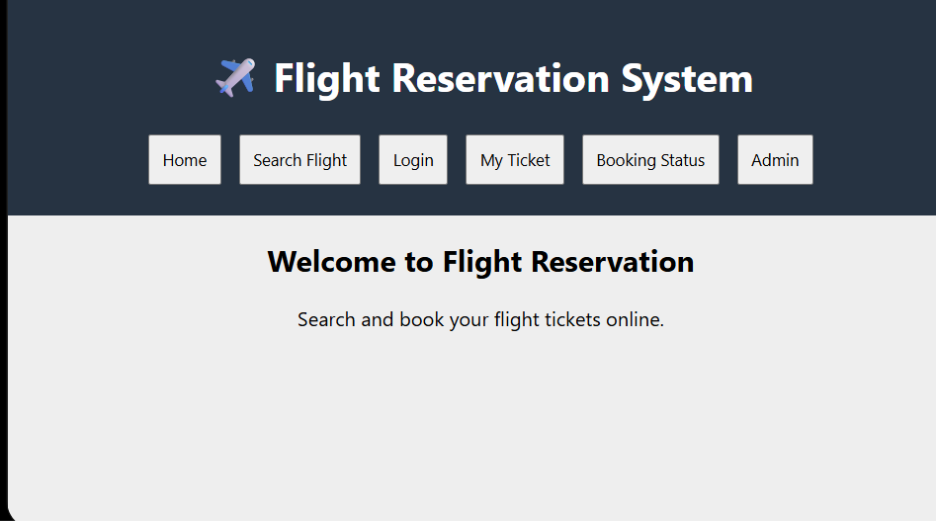 Flight Reservation System
Home Search Flight Login My Ticket Booking Status Admin
Welcome to Flight Reservation
Search and book your flight tickets online.